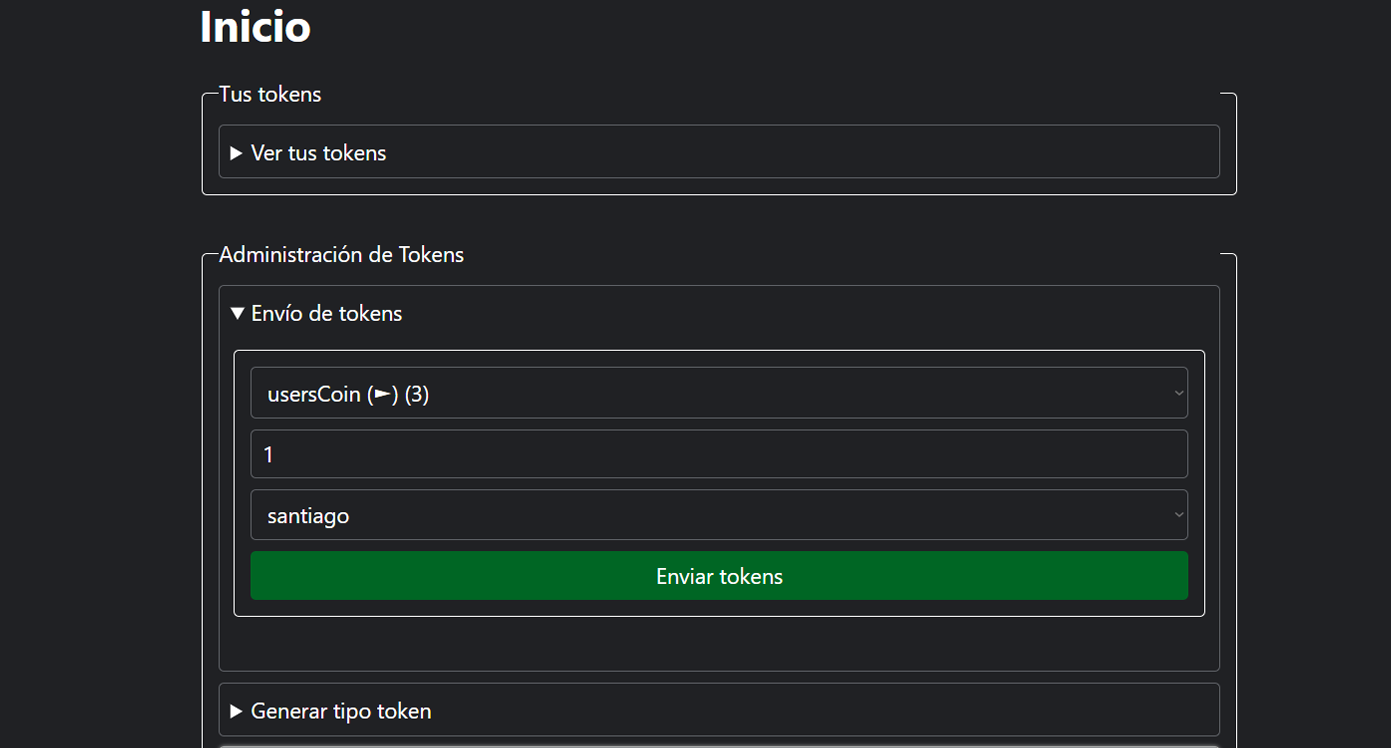 Inicio
Tus tokens
▶ Ver tus tokens
Administración de Tokens
▼ Envío de tokens
usersCoin (►) (3)
1
santiago
Enviar tokens
▶ Generar tipo token